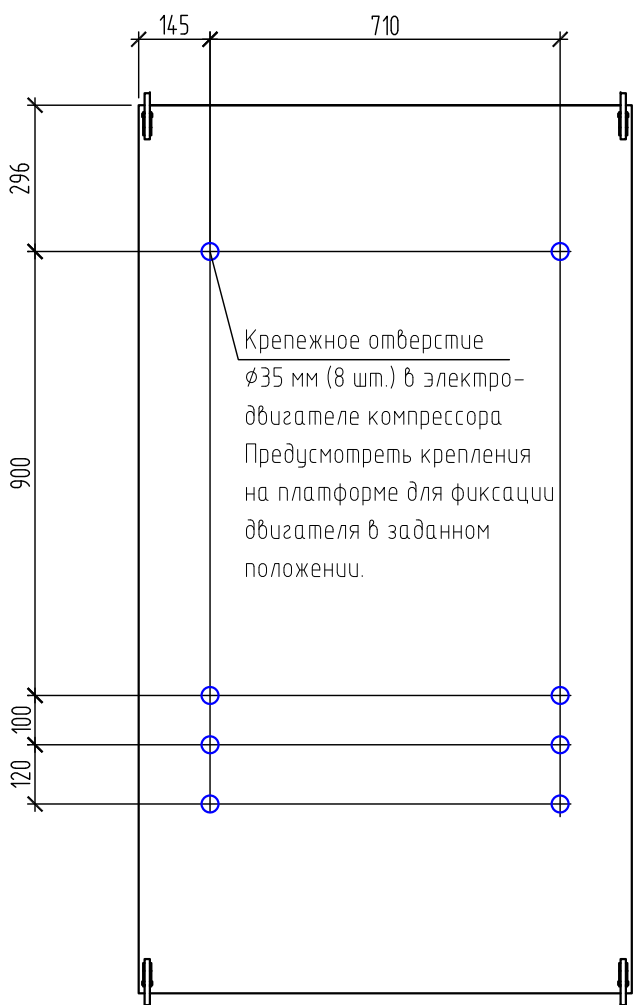 145
710
296
Крепежное отверстие
Ø35 мм (8 шт.) в электро-
двигателе компрессора
Предусмотреть крепления
на платформе для фиксации
двигателя в заданном
положении.
900
100
120